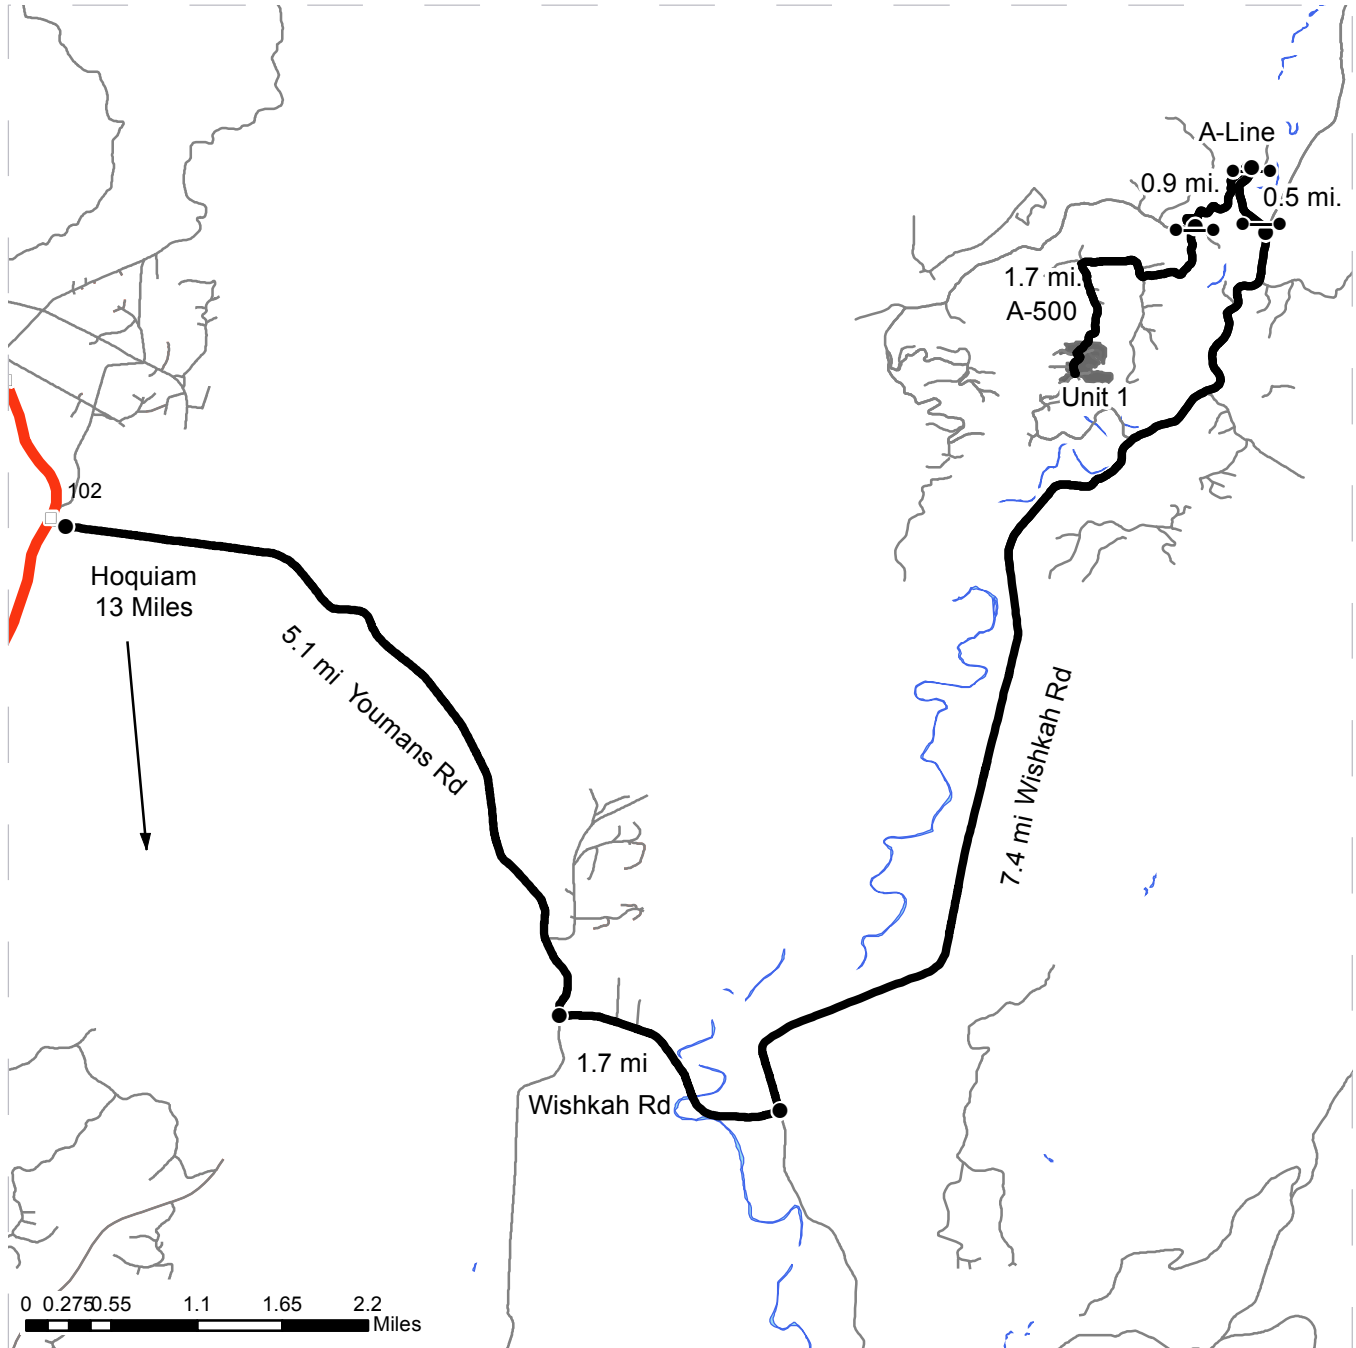 A-Line
0.9 mi.
0.5 mi.
1.7 mi.
A-500
Unit 1
102
Hoquiam
13 Miles
5.1 mi Youmans Rd
7.4 mi Wishkah Rd
1.7 mi
Wishkah Rd
0 0.275 0.55 1.1 1.65 2.2
Miles